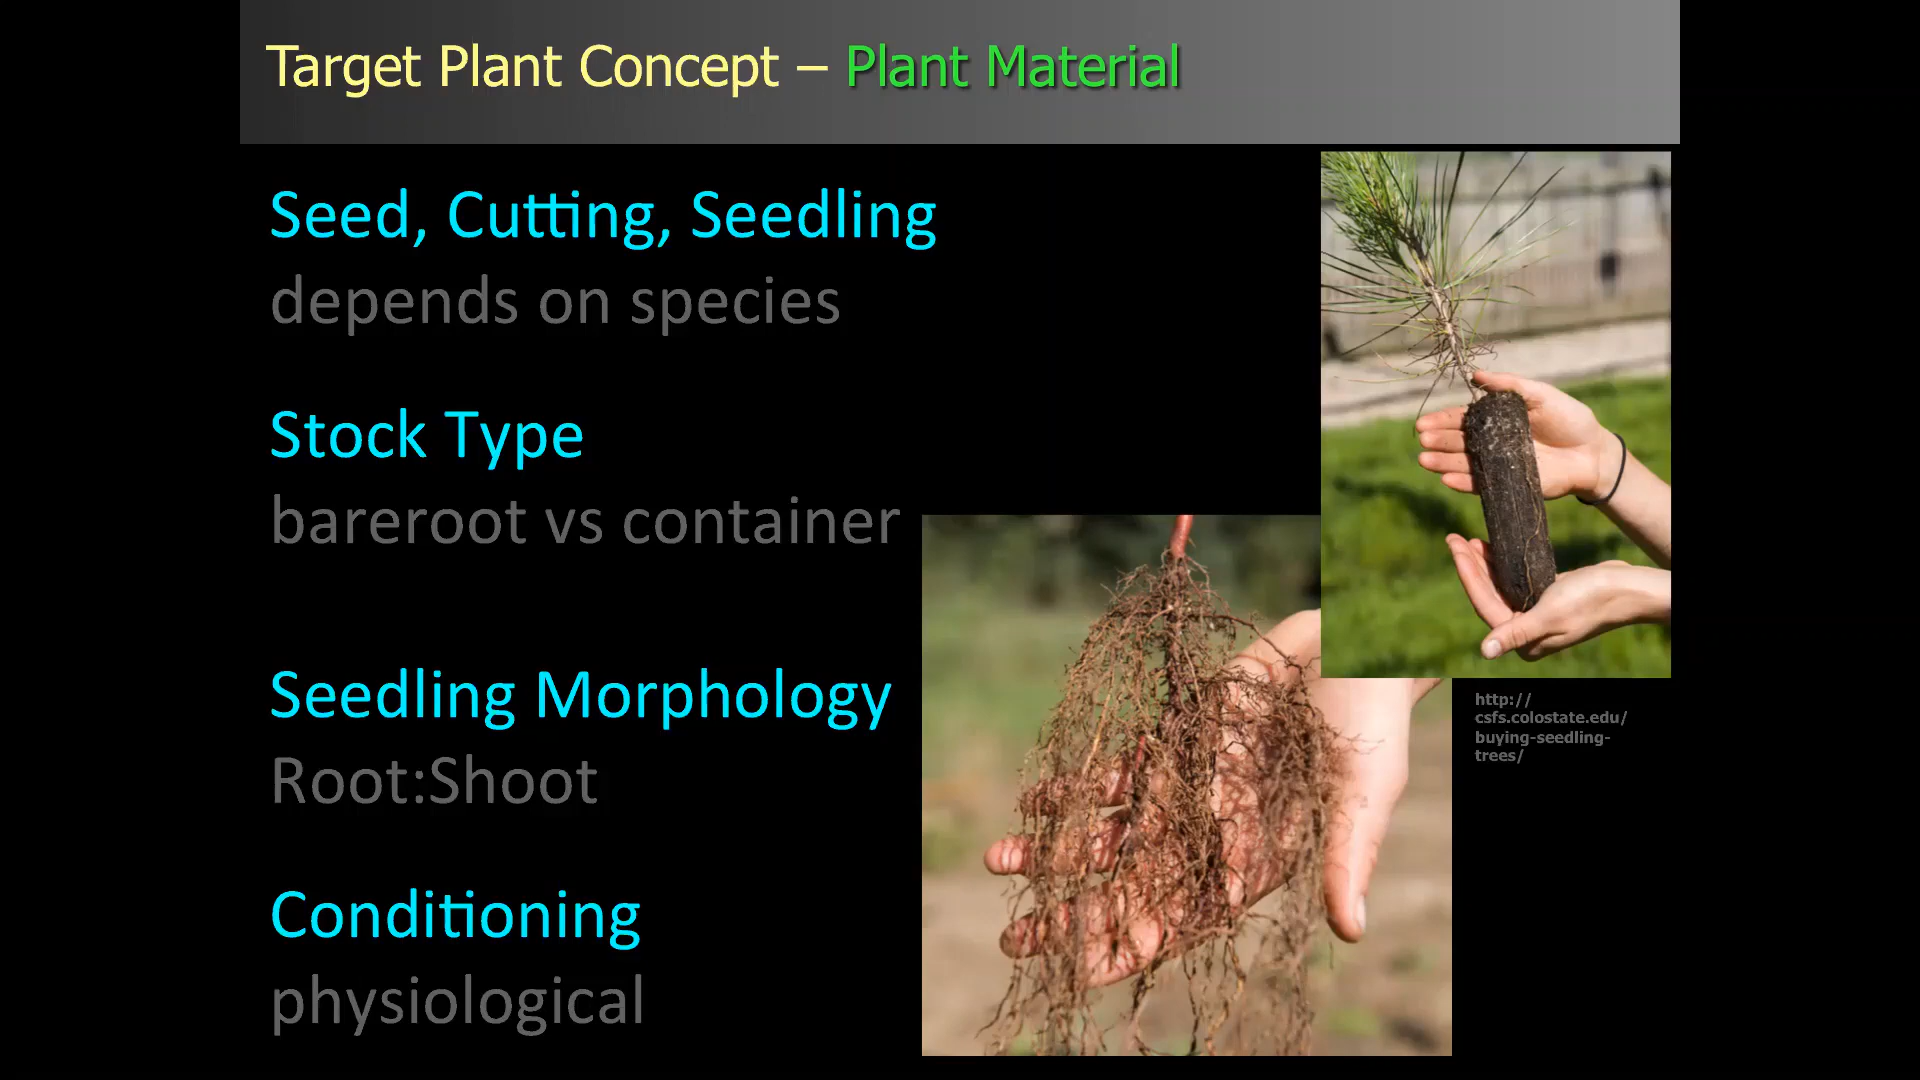 Target Plant Concept – Plant Material
Seed, Cutting, Seedling
depends on species
Stock Type
bareroot vs container
Seedling Morphology
Root:Shoot
Conditioning
physiological
http://
csfs.colostate.edu/
buying-seedling-
trees/